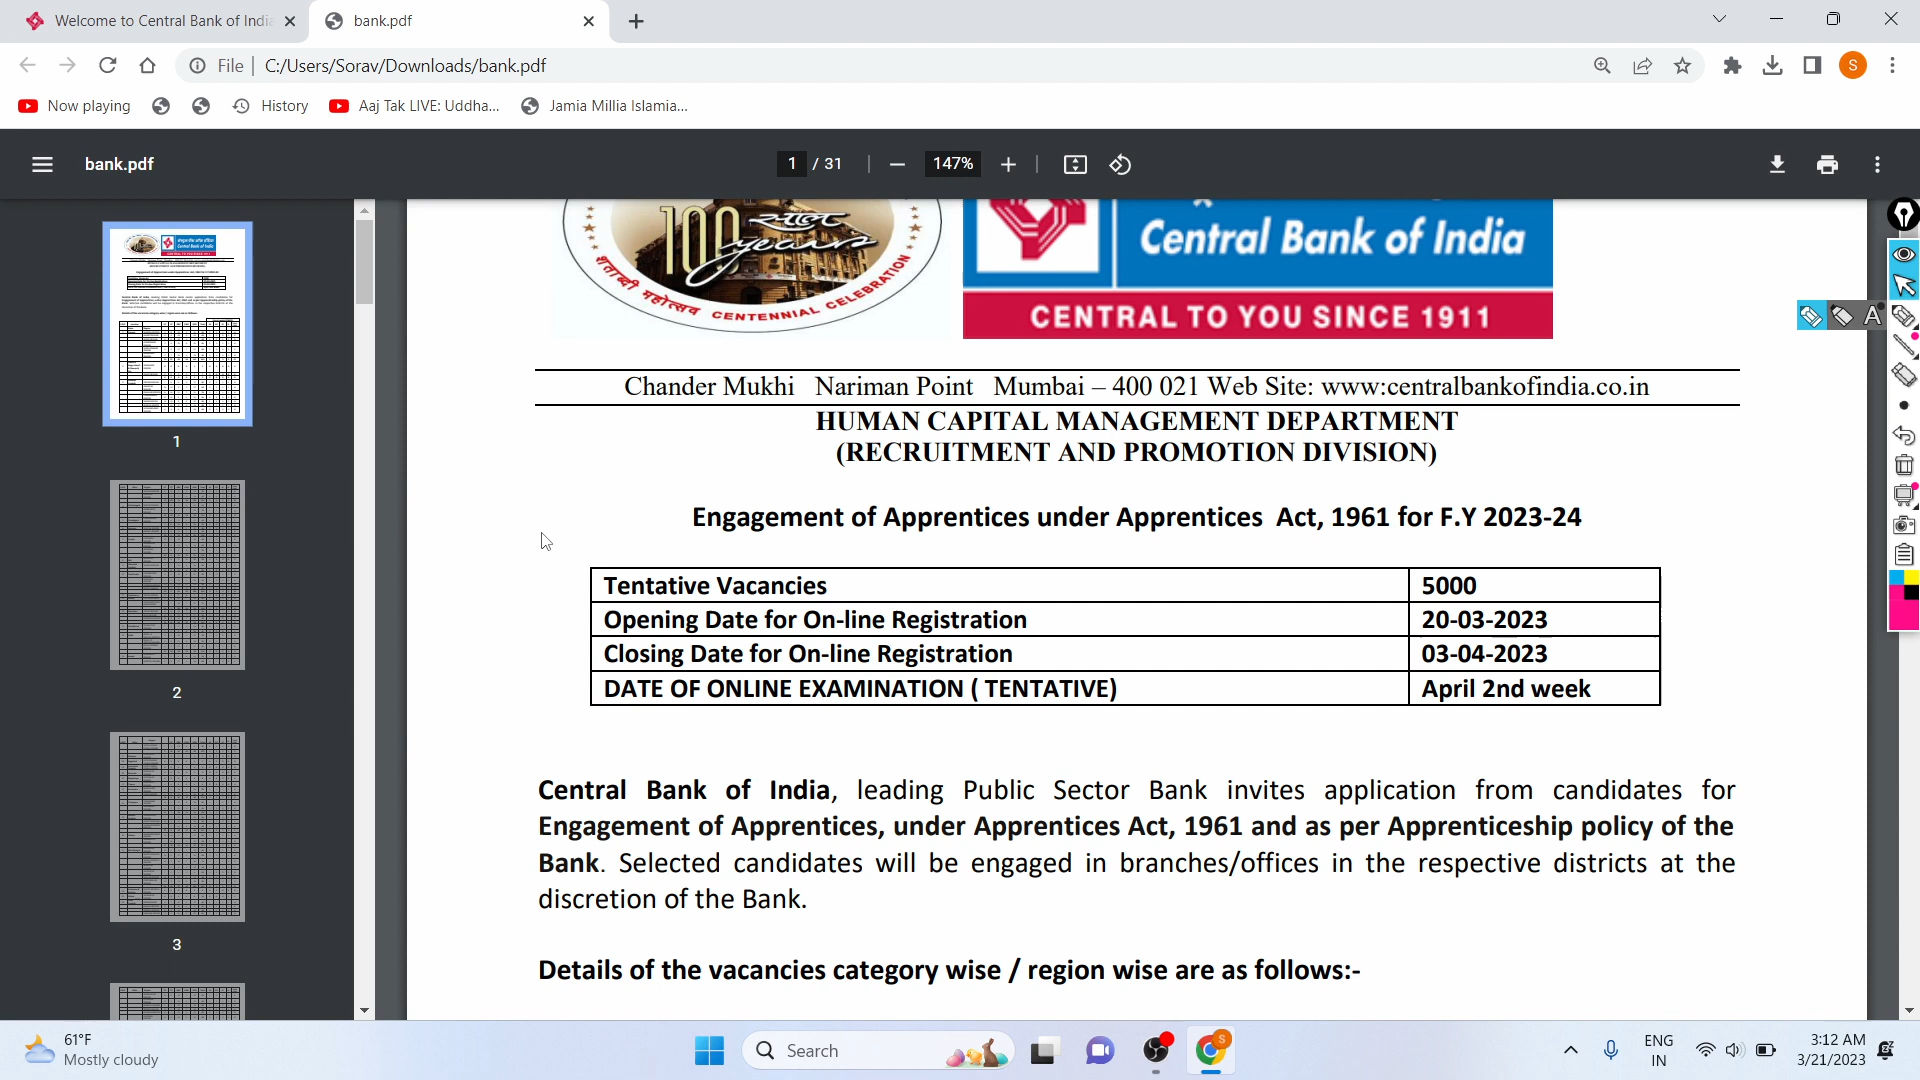 Welcome to Central Bank of India
bank.pdf
File
C:/Users/Sorav/Downloads/bank.pdf
S
Now playing
History
Aaj Tak LIVE: Uddha...
Jamia Millia Islamia...
bank.pdf
1 / 31
147%
1
2
3
100 साल
years
शताब्दी महोत्सव CENTENNIAL CELEBRATION
Central Bank of India
CENTRAL TO YOU SINCE 1911
Chander Mukhi Nariman Point Mumbai – 400 021 Web Site: www:centralbankofindia.co.in
HUMAN CAPITAL MANAGEMENT DEPARTMENT
(RECRUITMENT AND PROMOTION DIVISION)
Engagement of Apprentices under Apprentices Act, 1961 for F.Y 2023-24
Tentative Vacancies 5000
Opening Date for On-line Registration 20-03-2023
Closing Date for On-line Registration 03-04-2023
DATE OF ONLINE EXAMINATION ( TENTATIVE) April 2nd week
Central Bank of India, leading Public Sector Bank invites application from candidates for
Engagement of Apprentices, under Apprentices Act, 1961 and as per Apprenticeship policy of the
Bank. Selected candidates will be engaged in branches/offices in the respective districts at the
discretion of the Bank.
Details of the vacancies category wise / region wise are as follows:-
A
61°F
Mostly cloudy
Search
S
ENG
IN
3:12 AM
3/21/2023